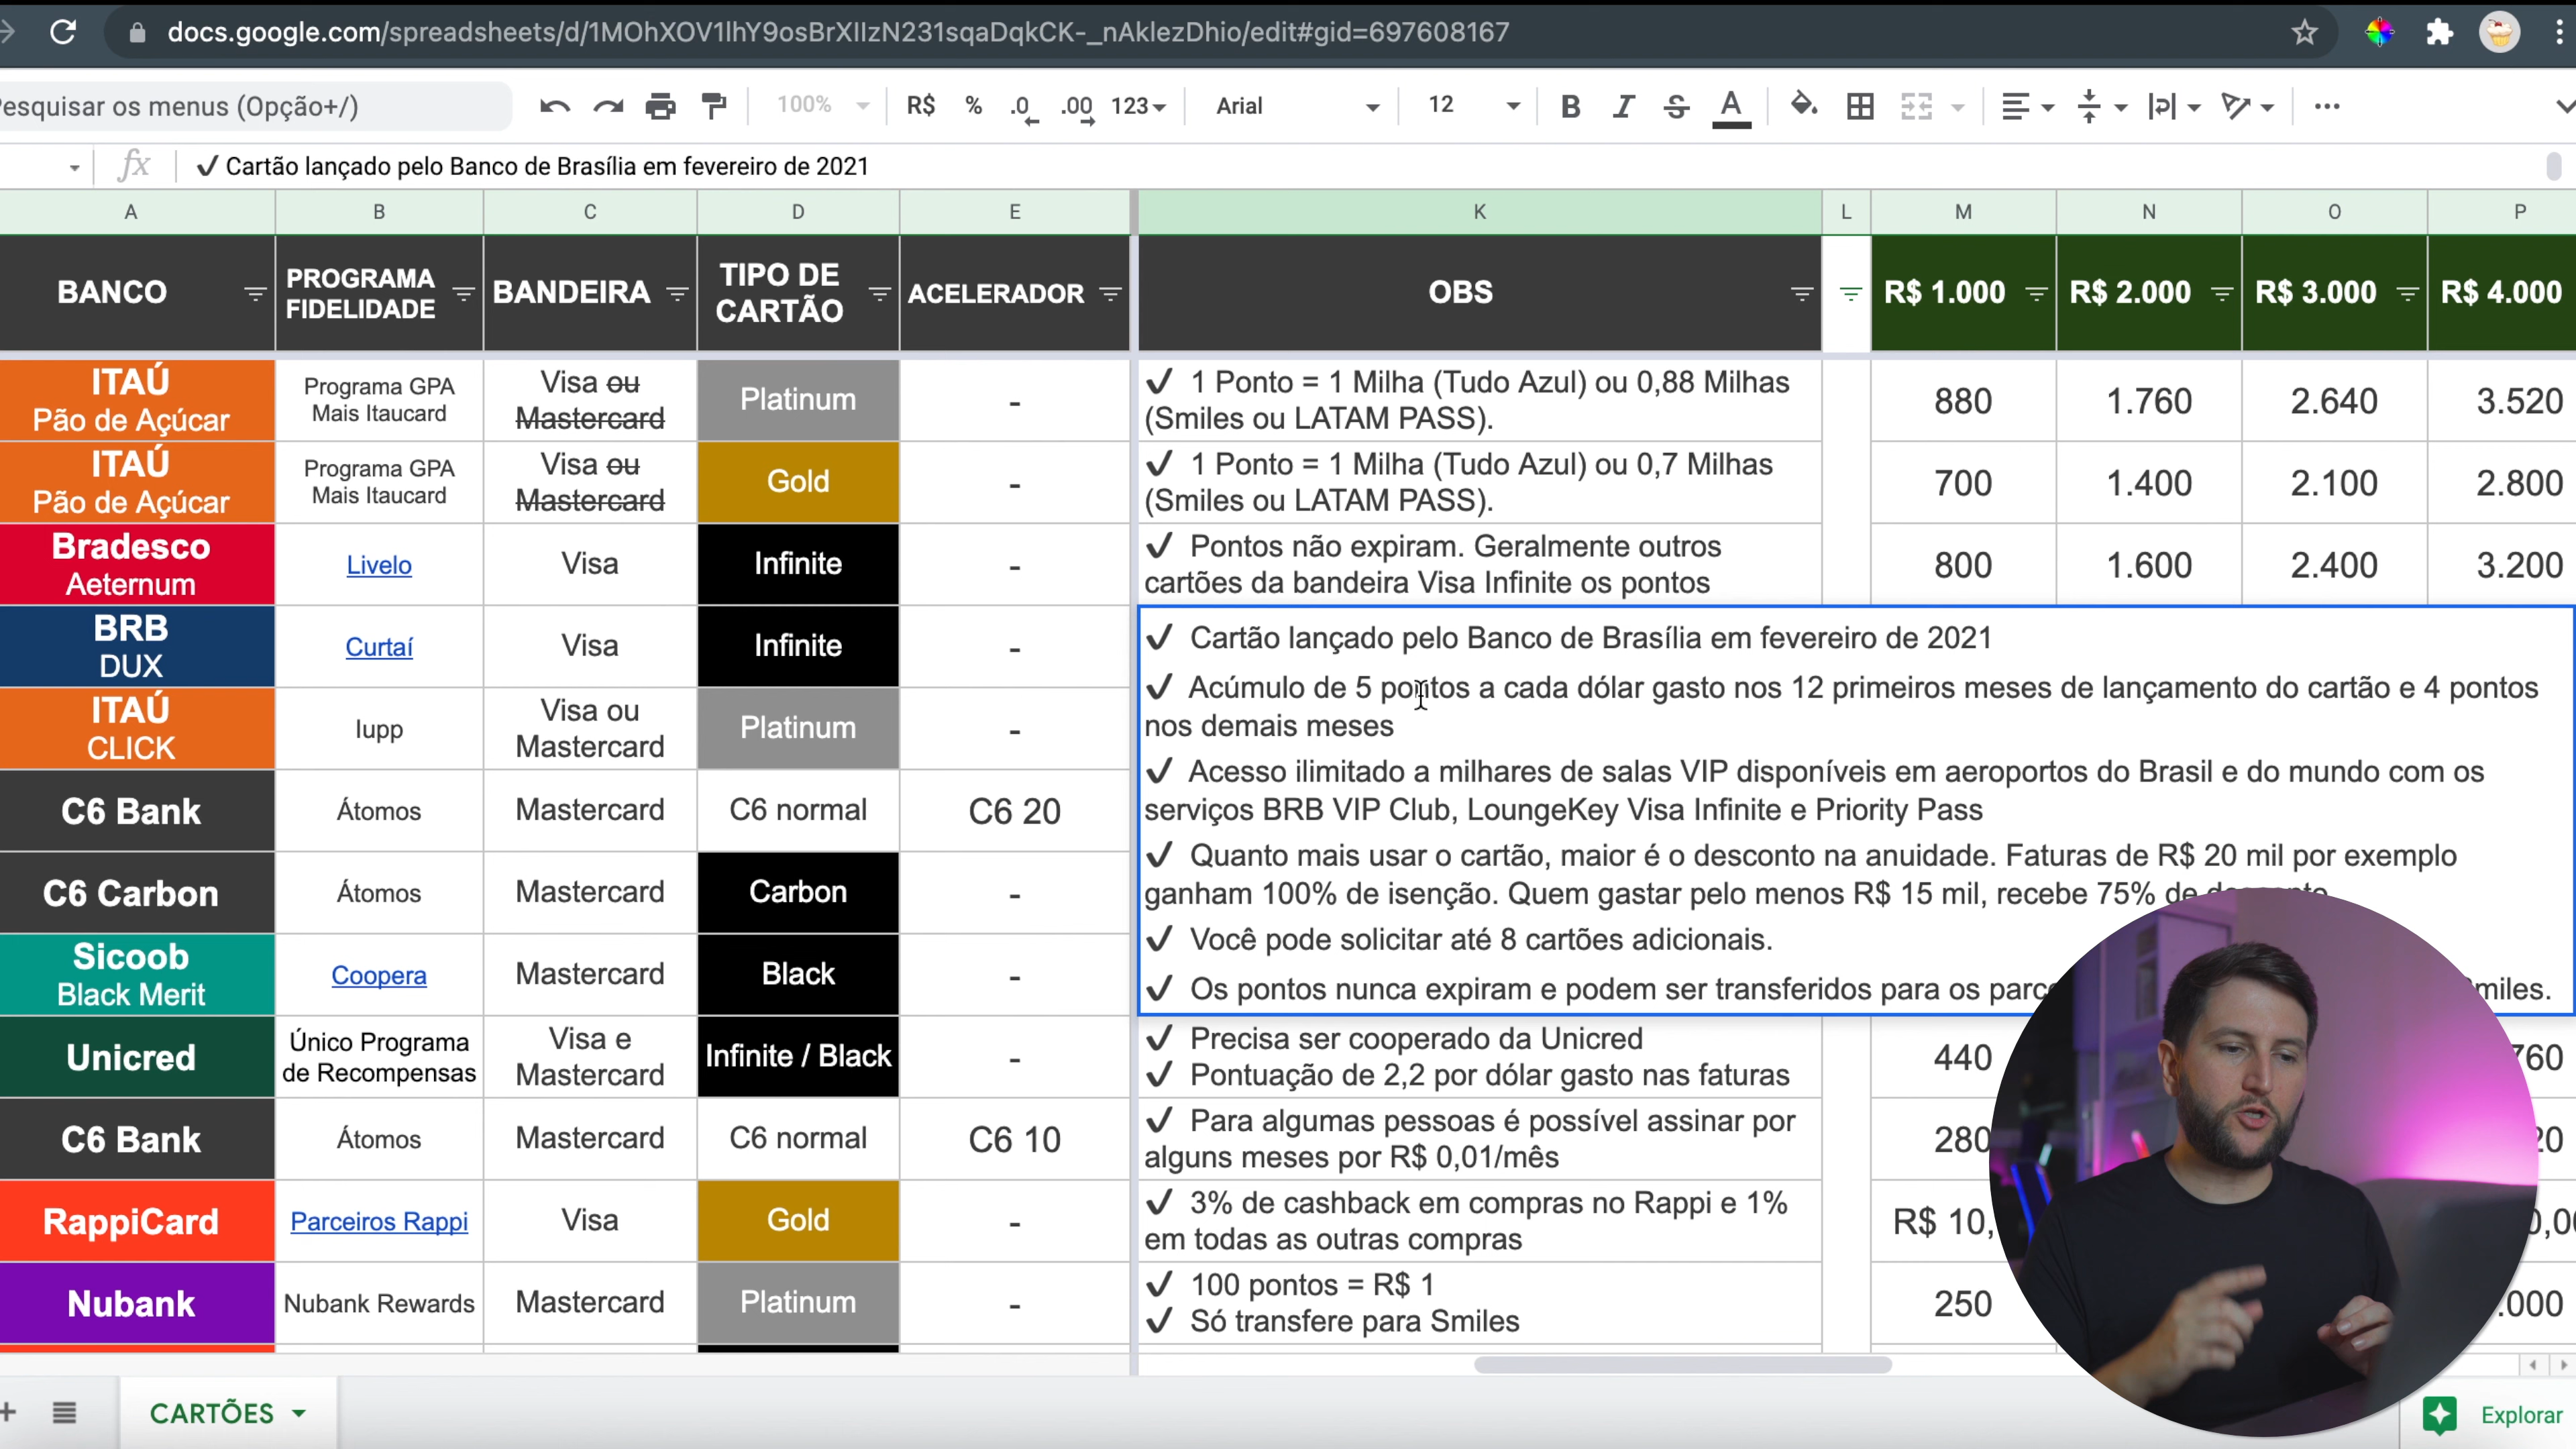 docs.google.com/spreadsheets/d/1MOhXOV1lhY9osBrXIIzN231sqaDqkCK-_nAklezDhio/edit#gid=697608167
esquisar os menus (Opção+/)
100% R$ % .0 .00 123 Arial 12 B I S A
fx ✓ Cartão lançado pelo Banco de Brasília em fevereiro de 2021
A B C D E K L M N O P
BANCO
PROGRAMA
FIDELIDADE
BANDEIRA
TIPO DE
CARTÃO
ACELERADOR
OBS
R$ 1.000
R$ 2.000
R$ 3.000
R$ 4.000
ITAÚ
Pão de Açúcar
Programa GPA
Mais Itaucard
Visa ou
Mastercard
Platinum
-
✓ 1 Ponto = 1 Milha (Tudo Azul) ou 0,88 Milhas
(Smiles ou LATAM PASS).
880
1.760
2.640
3.520
ITAÚ
Pão de Açúcar
Programa GPA
Mais Itaucard
Visa ou
Mastercard
Gold
-
✓ 1 Ponto = 1 Milha (Tudo Azul) ou 0,7 Milhas
(Smiles ou LATAM PASS).
700
1.400
2.100
2.800
Bradesco
Aeternum
Livelo
Visa
Infinite
-
✓ Pontos não expiram. Geralmente outros
cartões da bandeira Visa Infinite os pontos
800
1.600
2.400
3.200
BRB
DUX
Curtaí
Visa
Infinite
-
✓ Cartão lançado pelo Banco de Brasília em fevereiro de 2021
✓ Acúmulo de 5 pontos a cada dólar gasto nos 12 primeiros meses de lançamento do cartão e 4 pontos
nos demais meses
✓ Acesso ilimitado a milhares de salas VIP disponíveis em aeroportos do Brasil e do mundo com os
serviços BRB VIP Club, LoungeKey Visa Infinite e Priority Pass
✓ Quanto mais usar o cartão, maior é o desconto na anuidade. Faturas de R$ 20 mil por exemplo
ganham 100% de isenção. Quem gastar pelo menos R$ 15 mil, recebe 75% de
✓ Você pode solicitar até 8 cartões adicionais.
✓ Os pontos nunca expiram e podem ser transferidos para os parc miles.
ITAÚ
CLICK
Iupp
Visa ou
Mastercard
Platinum
-
C6 Bank
Átomos
Mastercard
C6 normal
C6 20
C6 Carbon
Átomos
Mastercard
Carbon
-
Sicoob
Black Merit
Coopera
Mastercard
Black
-
Unicred
Único Programa
de Recompensas
Visa e
Mastercard
Infinite / Black
-
✓ Precisa ser cooperado da Unicred
✓ Pontuação de 2,2 por dólar gasto nas faturas
440
760
C6 Bank
Átomos
Mastercard
C6 normal
C6 10
✓ Para algumas pessoas é possível assinar por
alguns meses por R$ 0,01/mês
280
20
RappiCard
Parceiros Rappi
Visa
Gold
-
✓ 3% de cashback em compras no Rappi e 1%
em todas as outras compras
R$ 10,
Nubank
Nubank Rewards
Mastercard
Platinum
-
✓ 100 pontos = R$ 1
✓ Só transfere para Smiles
250
.000
+ CARTÕES
Explorar